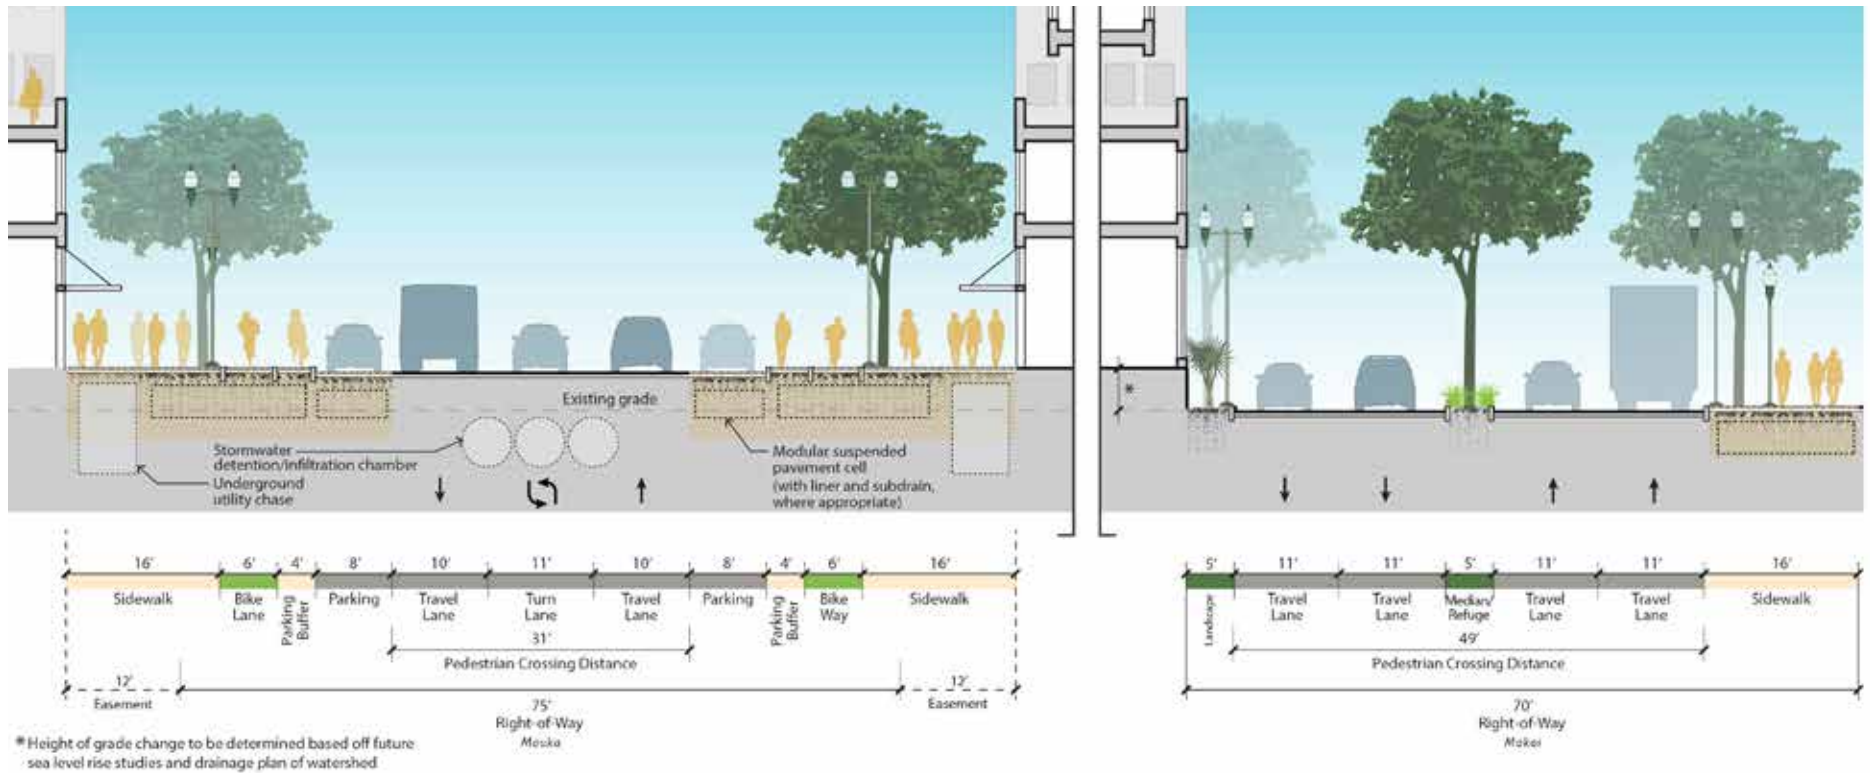 Existing grade
Stormwater
detention/infiltration chamber
Underground
utility chase
Modular suspended
pavement cell
(with liner and subdrain,
where appropriate)
*
16' 6' 4' 8' 10' 11' 10' 8' 4' 6' 16'
Sidewalk
Bike
Lane
Parking
Buffer
Parking
Travel
Lane
Turn
Lane
Travel
Lane
Parking
Parking
Buffer
Bike
Way
Sidewalk
31'
Pedestrian Crossing Distance
12'
Easement
12'
Easement
75'
Right-of-Way
Mauka
5' 11' 11' 5' 11' 11' 16'
Landscape
Travel
Lane
Travel
Lane
Median/
Refuge
Travel
Lane
Travel
Lane
Sidewalk
49'
Pedestrian Crossing Distance
70'
Right-of-Way
Makai
* Height of grade change to be determined based off future
sea level rise studies and drainage plan of watershed